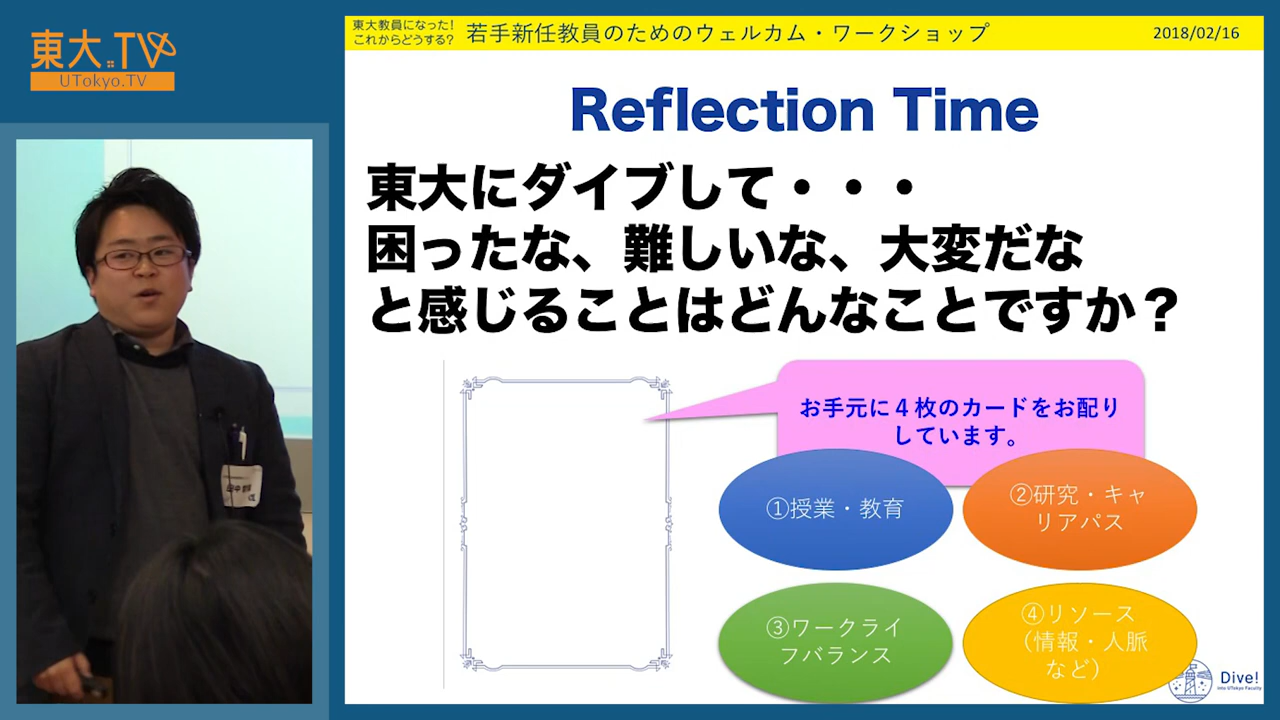 東大.TV
UTokyo.TV
東大教員になった!
これからどうする?
若手新任教員のためのウェルカム・ワークショップ
2018/02/16
Reflection Time
東大にダイブして・・・
困ったな、難しいな、大変だな
と感じることはどんなことですか？
お手元に４枚のカードをお配り
しています。
①授業・教育
②研究・キャ
リアパス
③ワークライ
フバランス
④リソース
（情報・人脈
など）
Dive!
into UTokyo Faculty